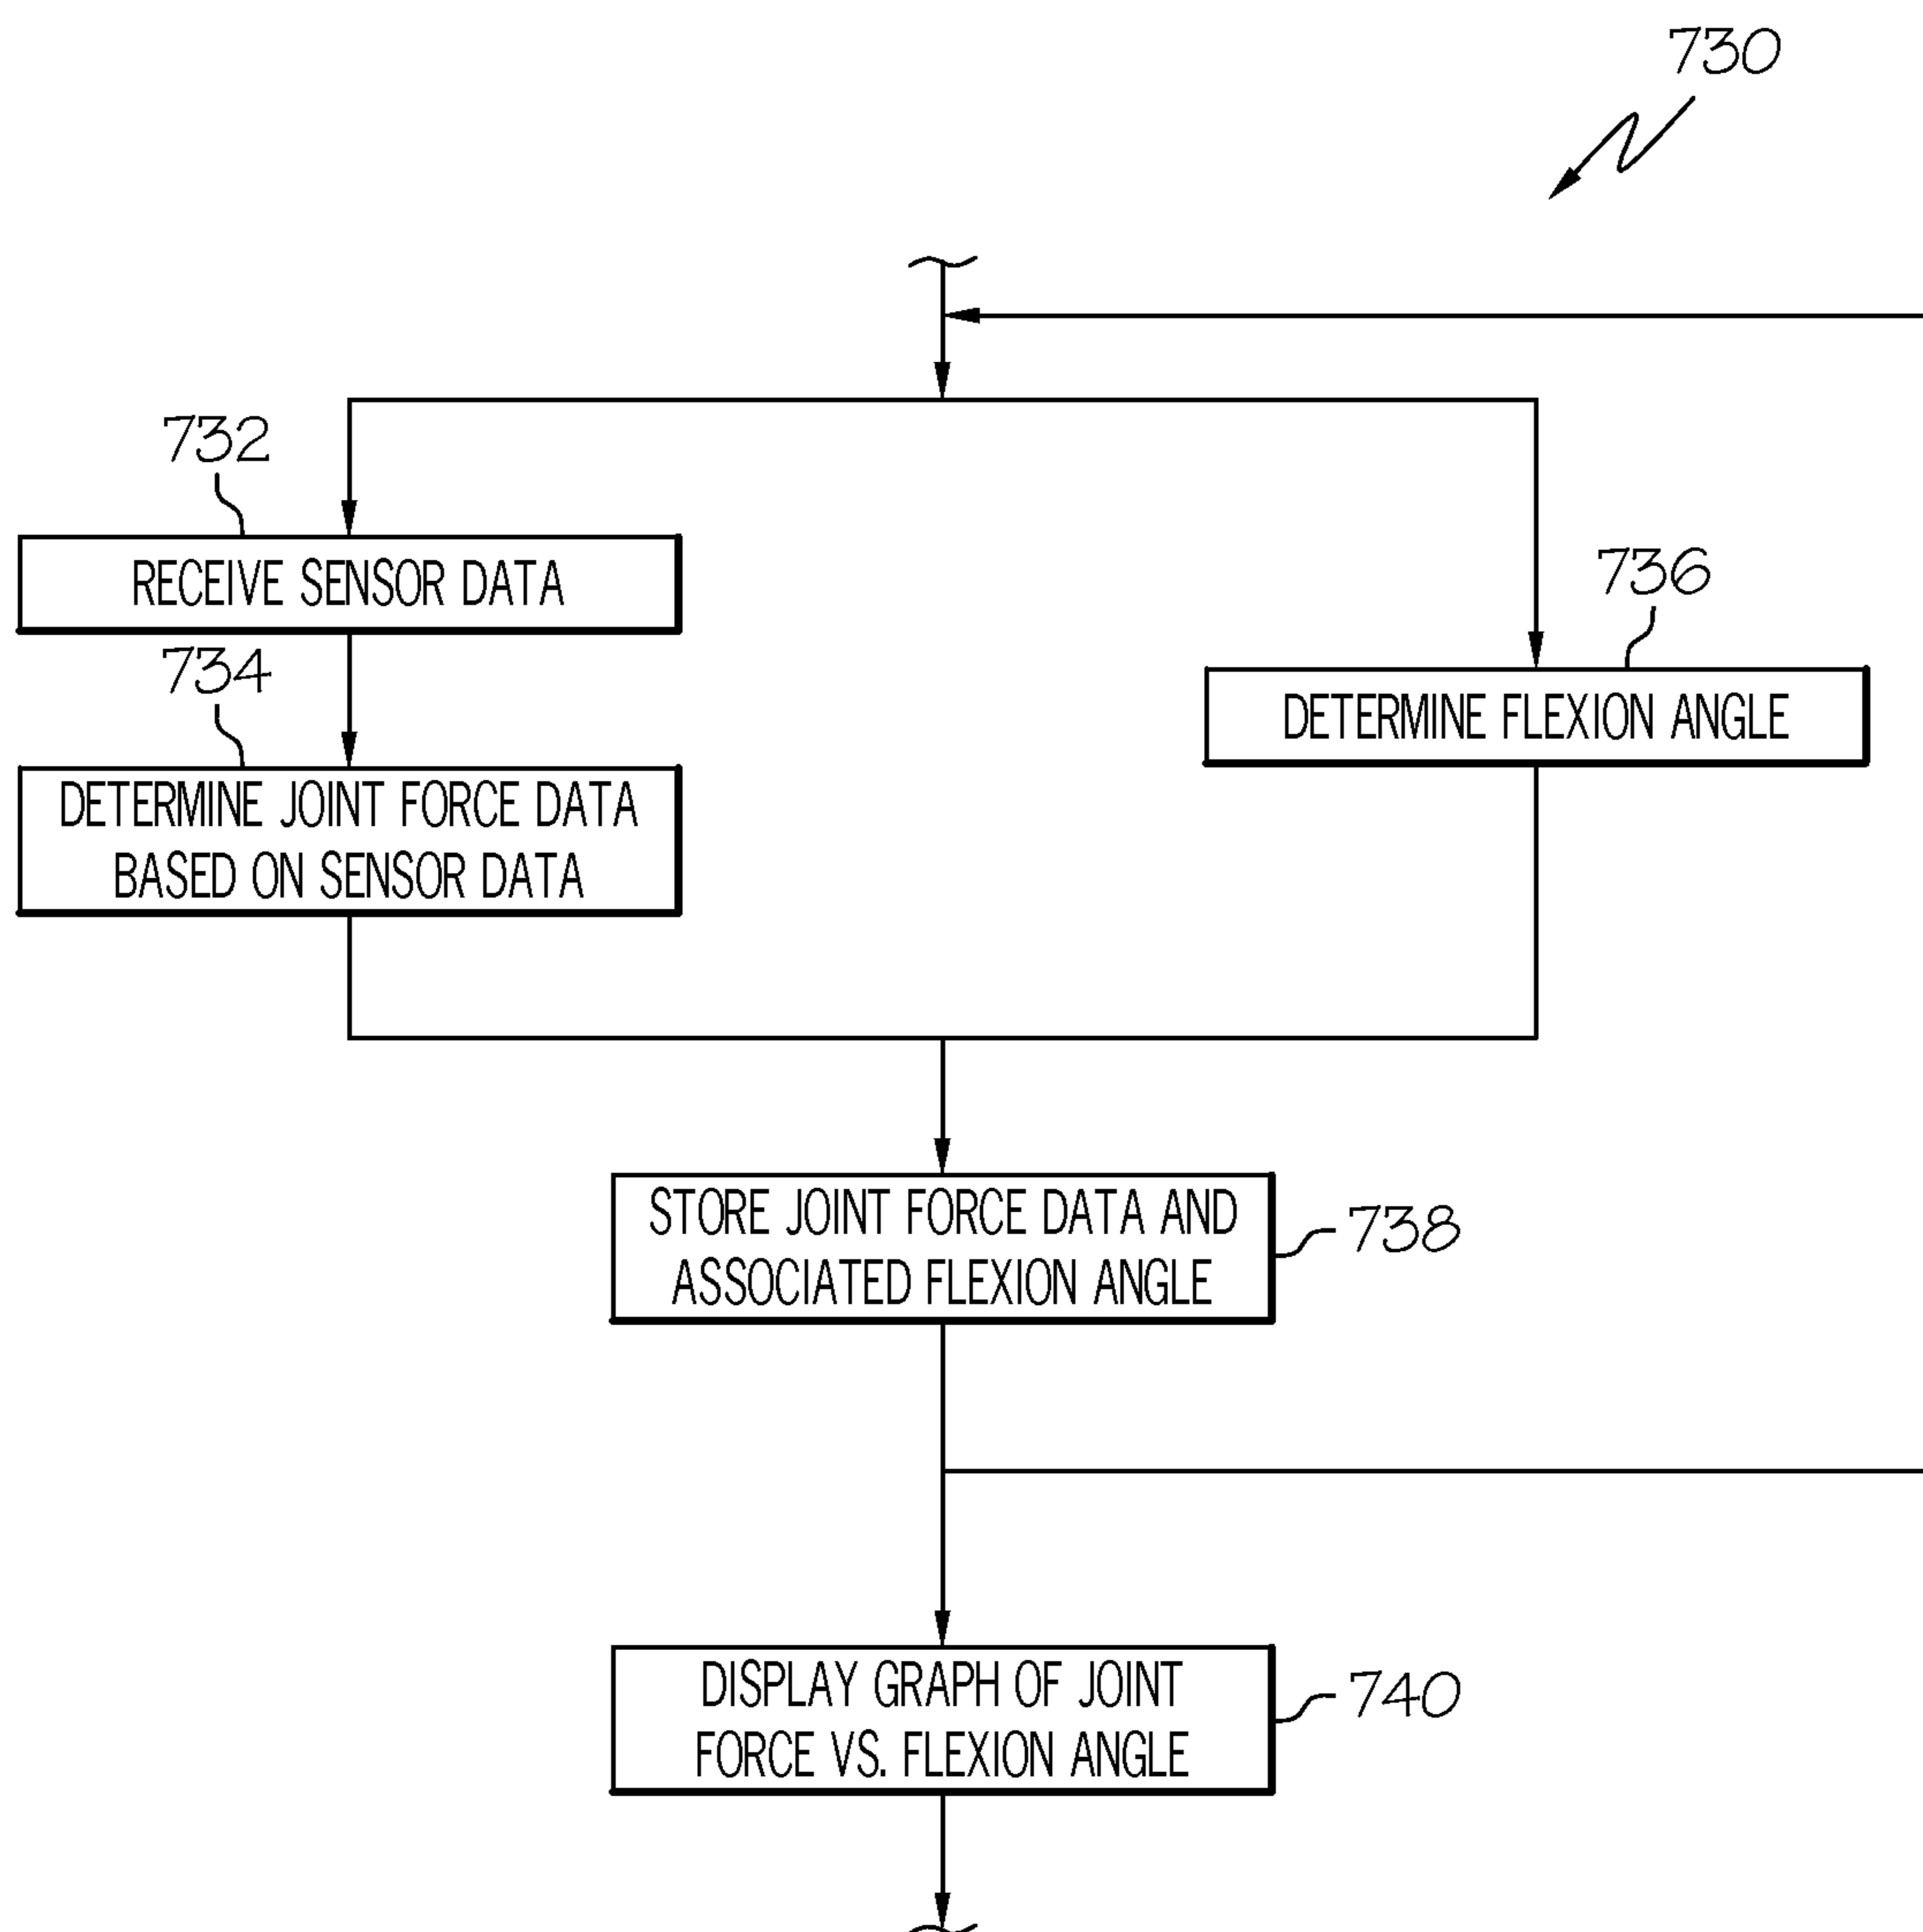 730
732
RECEIVE SENSOR DATA
734
DETERMINE JOINT FORCE DATA
BASED ON SENSOR DATA
736
DETERMINE FLEXION ANGLE
STORE JOINT FORCE DATA AND
ASSOCIATED FLEXION ANGLE
738
DISPLAY GRAPH OF JOINT
FORCE VS. FLEXION ANGLE
740